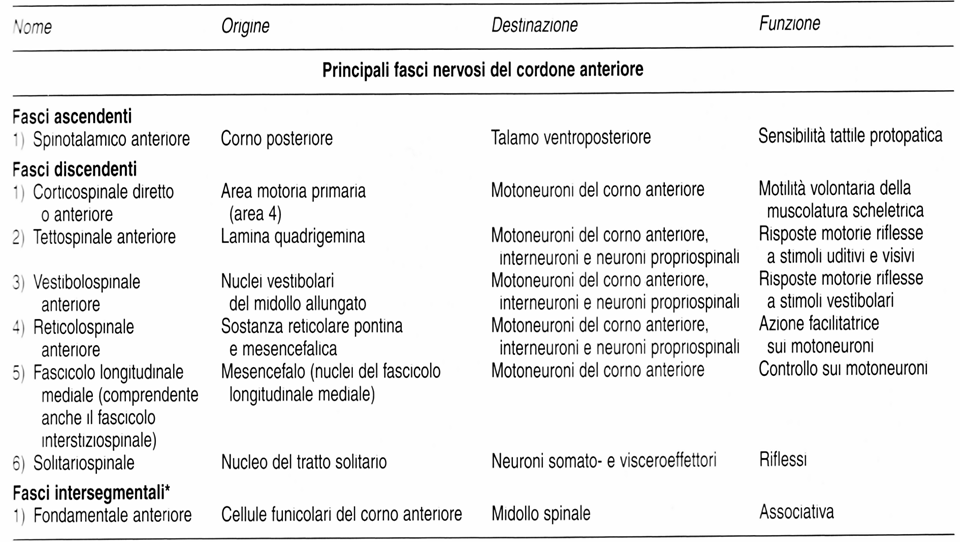 Nome Origine Destinazione Funzione
Principali fasci nervosi del cordone anteriore
Fasci ascendenti
1) Spinotalamico anteriore Corno posteriore Talamo ventroposteriore Sensibilità tattile protopatica
Fasci discendenti
1) Corticospinale diretto Area motoria primaria Motoneuroni del corno anteriore Motilità volontaria della
o anteriore (area 4) muscolatura scheletrica
2) Tettospinale anteriore Lamina quadrigemina Motoneuroni del corno anteriore, Risposte motorie riflesse
interneuroni e neuroni propriospinali a stimoli uditivi e visivi
3) Vestibolospinale Nuclei vestibolari Motoneuroni del corno anteriore, Risposte motorie riflesse
anteriore del midollo allungato interneuroni e neuroni propriospinali a stimoli vestibolari
4) Reticolospinale Sostanza reticolare pontina Motoneuroni del corno anteriore, Azione facilitatrice
anteriore e mesencefalica interneuroni e neuroni propriospinali sui motoneuroni
5) Fascicolo longitudinale Mesencefalo (nuclei del fascicolo Motoneuroni del corno anteriore Controllo sui motoneuroni
mediale (comprendente longitudinale mediale)
anche il fascicolo
interstiziospinale)
6) Solitariospinale Nucleo del tratto solitario Neuroni somato- e visceroeffettori Riflessi
Fasci intersegmentali*
1) Fondamentale anteriore Cellule funicolari del corno anteriore Midollo spinale Associativa